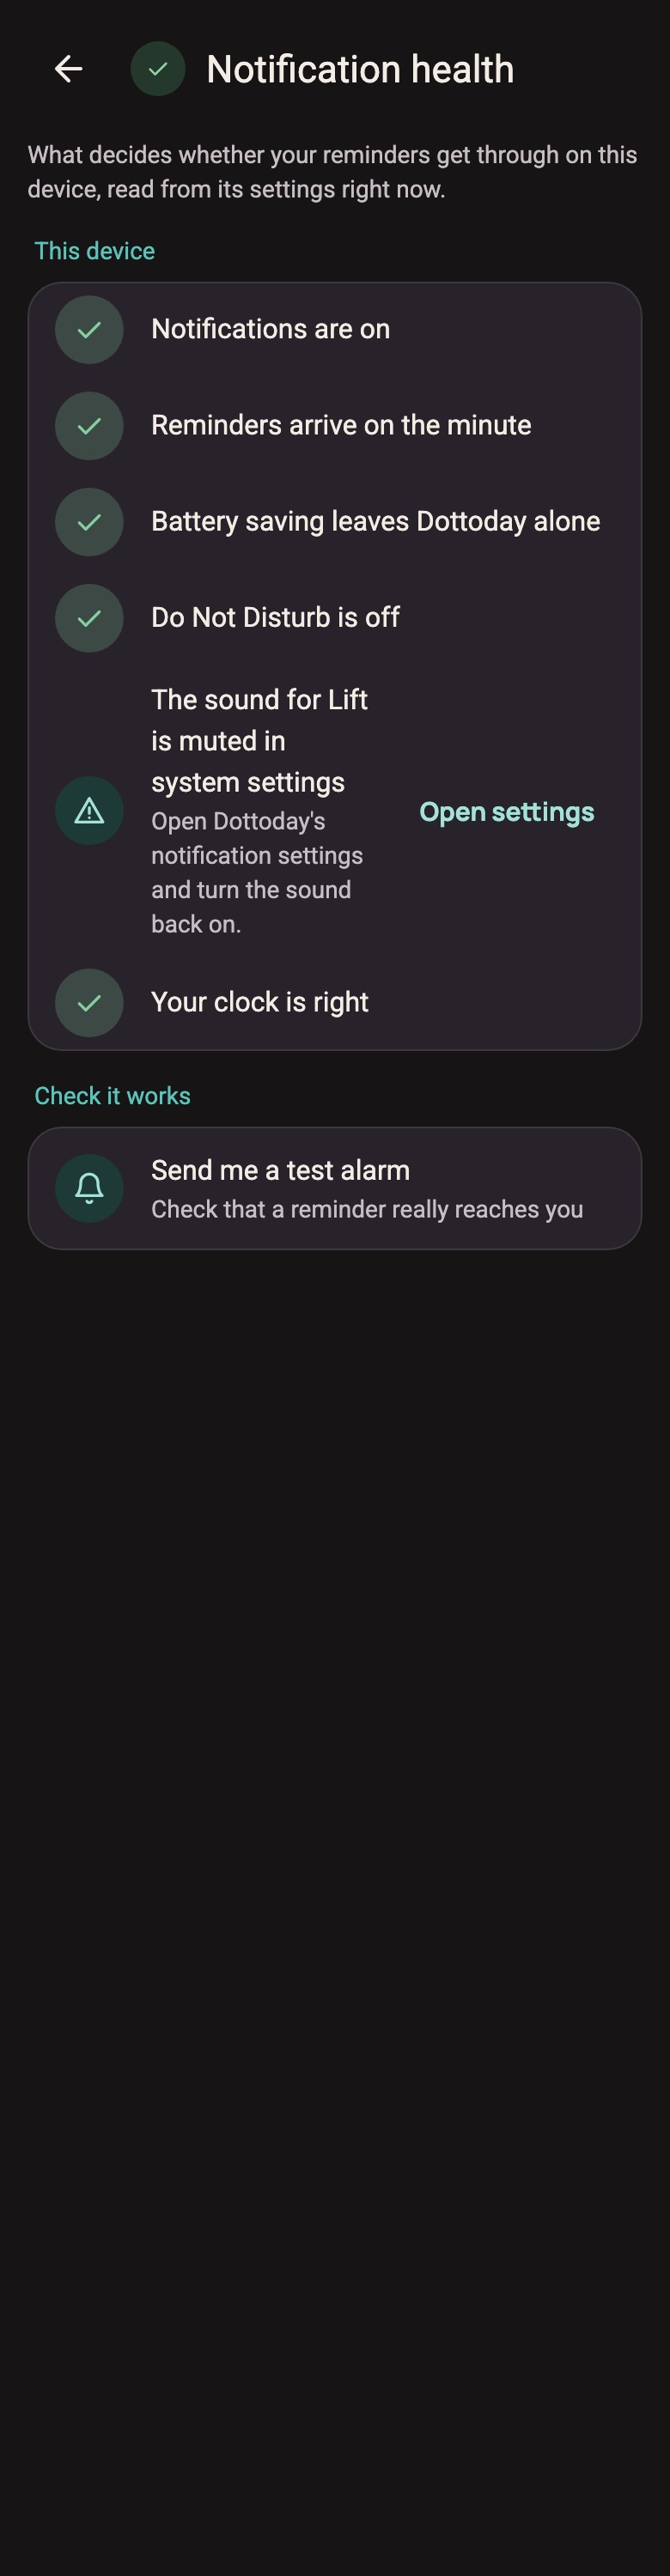 Notification health
What decides whether your reminders get through on this
device, read from its settings right now.
This device
Notifications are on
Reminders arrive on the minute
Battery saving leaves Dottoday alone
Do Not Disturb is off
The sound for Lift
is muted in
system settings
Open Dottoday's
notification settings
and turn the sound
back on.
Open settings
Your clock is right
Check it works
Send me a test alarm
Check that a reminder really reaches you